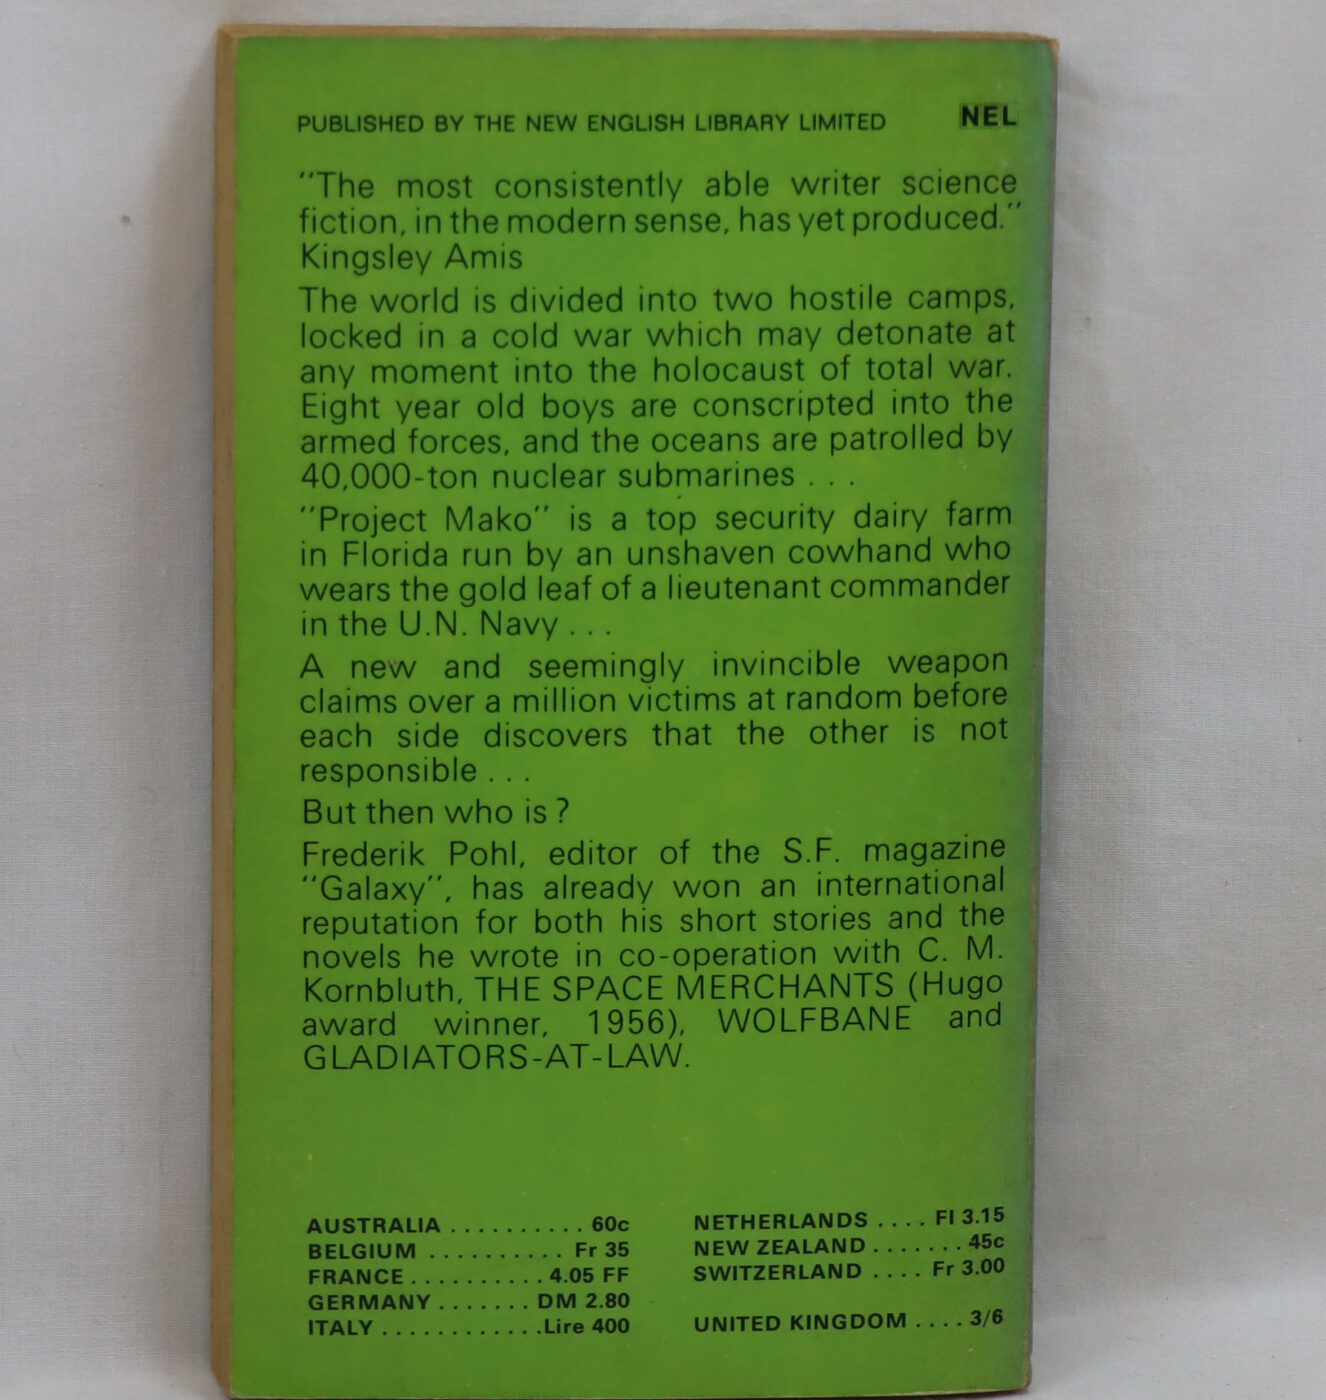 PUBLISHED BY THE NEW ENGLISH LIBRARY LIMITED NEL
"The most consistently able writer science
fiction, in the modern sense, has yet produced."
Kingsley Amis
The world is divided into two hostile camps,
locked in a cold war which may detonate at
any moment into the holocaust of total war.
Eight year old boys are conscripted into the
armed forces, and the oceans are patrolled by
40,000-ton nuclear submarines . . .
"Project Mako" is a top security dairy farm
in Florida run by an unshaven cowhand who
wears the gold leaf of a lieutenant commander
in the U.N. Navy . . .
A new and seemingly invincible weapon
claims over a million victims at random before
each side discovers that the other is not
responsible . . .
But then who is ?
Frederik Pohl, editor of the S.F. magazine
"Galaxy", has already won an international
reputation for both his short stories and the
novels he wrote in co-operation with C. M.
Kornbluth, THE SPACE MERCHANTS (Hugo
award winner, 1956), WOLFBANE and
GLADIATORS-AT-LAW.
AUSTRALIA . . . . . . . . . . 60c
BELGIUM . . . . . . . . . . Fr 35
FRANCE . . . . . . . . . . 4.05 FF
GERMANY . . . . . . . DM 2.80
ITALY . . . . . . . . . . . . .Lire 400
NETHERLANDS . . . . Fl 3.15
NEW ZEALAND . . . . . . . 45c
SWITZERLAND . . . . Fr 3.00
UNITED KINGDOM . . . . 3/6